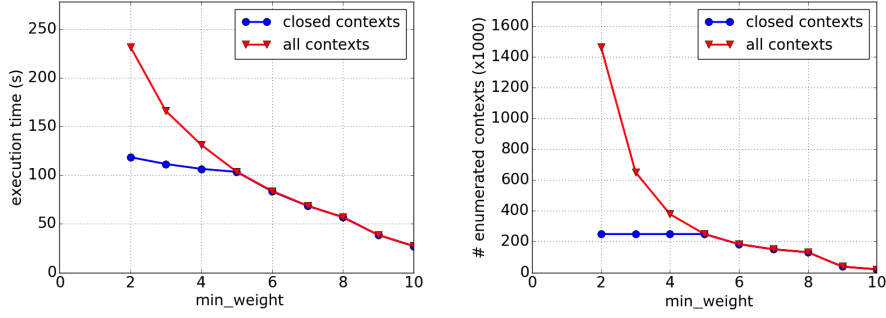 closed contexts
all contexts
execution time (s)
250
200
150
100
50
0
0 2 4 6 8 10
min_weight
closed contexts
all contexts
# enumerated contexts (x1000)
1600
1400
1200
1000
800
600
400
200
0
0 2 4 6 8 10
min_weight